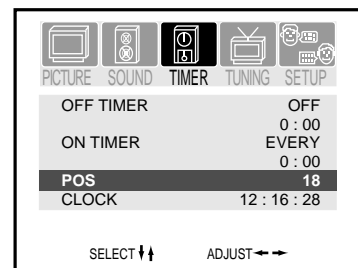 PICTURE SOUND TIMER TUNING SETUP
OFF TIMER OFF
0 : 00
ON TIMER EVERY
0 : 00
POS 18
CLOCK 12 : 16 : 28
SELECT ADJUST